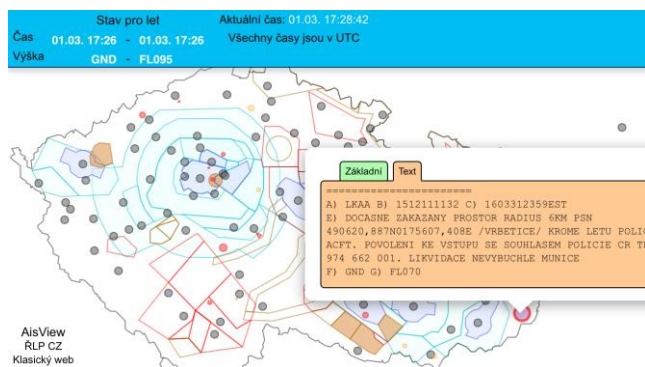 Stav pro let
Aktuální čas: 01.03. 17:28:42
Čas
01.03. 17:26 - 01.03. 17:26
Všechny časy jsou v UTC
Výška
GND - FL095
Základní
Text
=======================
A) LKAA B) 1512111132 C) 1603312359EST
E) DOCASNE ZAKAZANY PROSTOR RADIUS 6KM PSN
490620,887N0175607,408E /VRBETICE/ KROME LETU POLIC
ACFT. POVOLENI KE VSTUPU SE SOUHLASEM POLICIE CR
974 662 001. LIKVIDACE NEVYBUCHLE MUNICE
F) GND G) FL070
AisView
ŘLP CZ
Klasický web